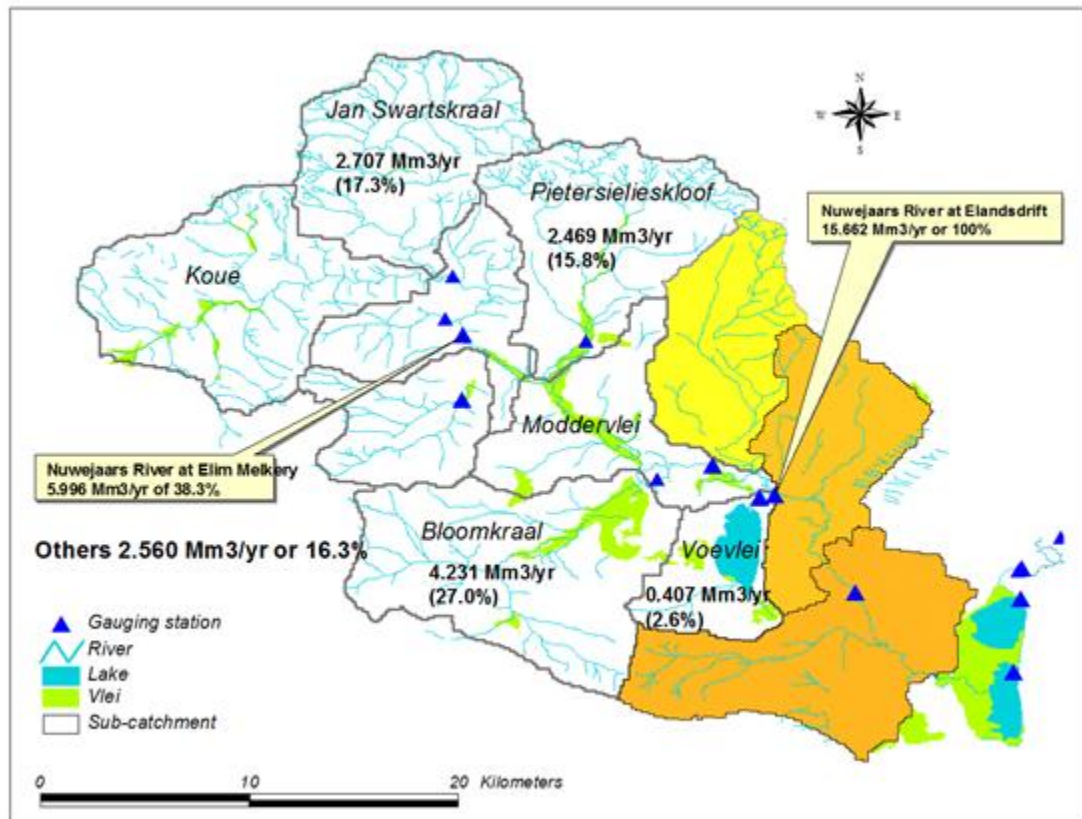 N
W E
S
Jan Swartskraal
2.707 Mm3/yr
(17.3%)
Pietersielieskloof
2.469 Mm3/yr
(15.8%)
Nuwejaars River at Elandsdrift
15.662 Mm3/yr or 100%
Koue
Moddervlei
Nuwejaars River at Elim Melkery
5.996 Mm3/yr of 38.3%
Bloomkraal
4.231 Mm3/yr
(27.0%)
Voevlei
0.407 Mm3/yr
(2.6%)
Others 2.560 Mm3/yr or 16.3%
Gauging station
River
Lake
Vlei
Sub-catchment
0 10 20 Kilometers